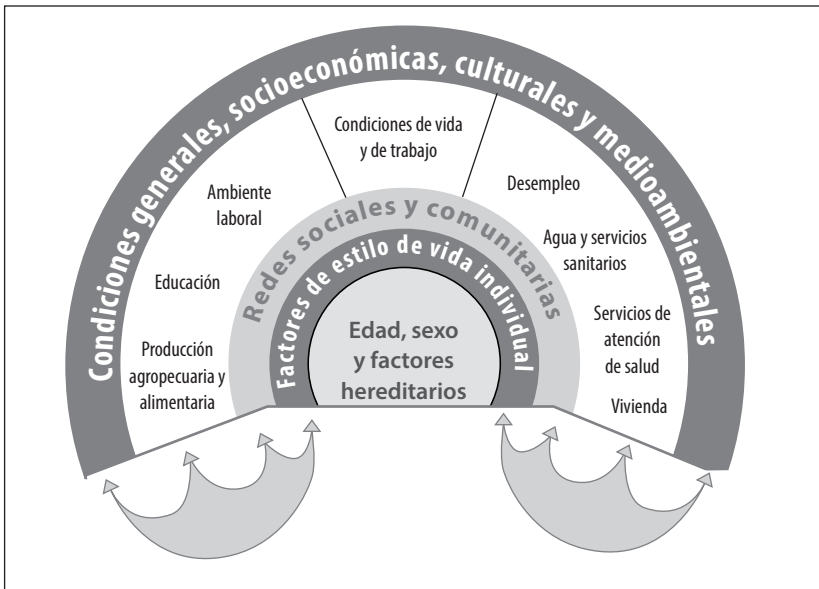 Condiciones generales, socioeconómicas, culturales y medioambientales
Condiciones de vida
y de trabajo
Ambiente
laboral
Desempleo
Educación
Agua y servicios
sanitarios
Producción
agropecuaria y
alimentaria
Servicios de
atención
de salud
Vivienda
Redes sociales y comunitarias
Factores de estilo de vida individual
Edad, sexo
y factores
hereditarios